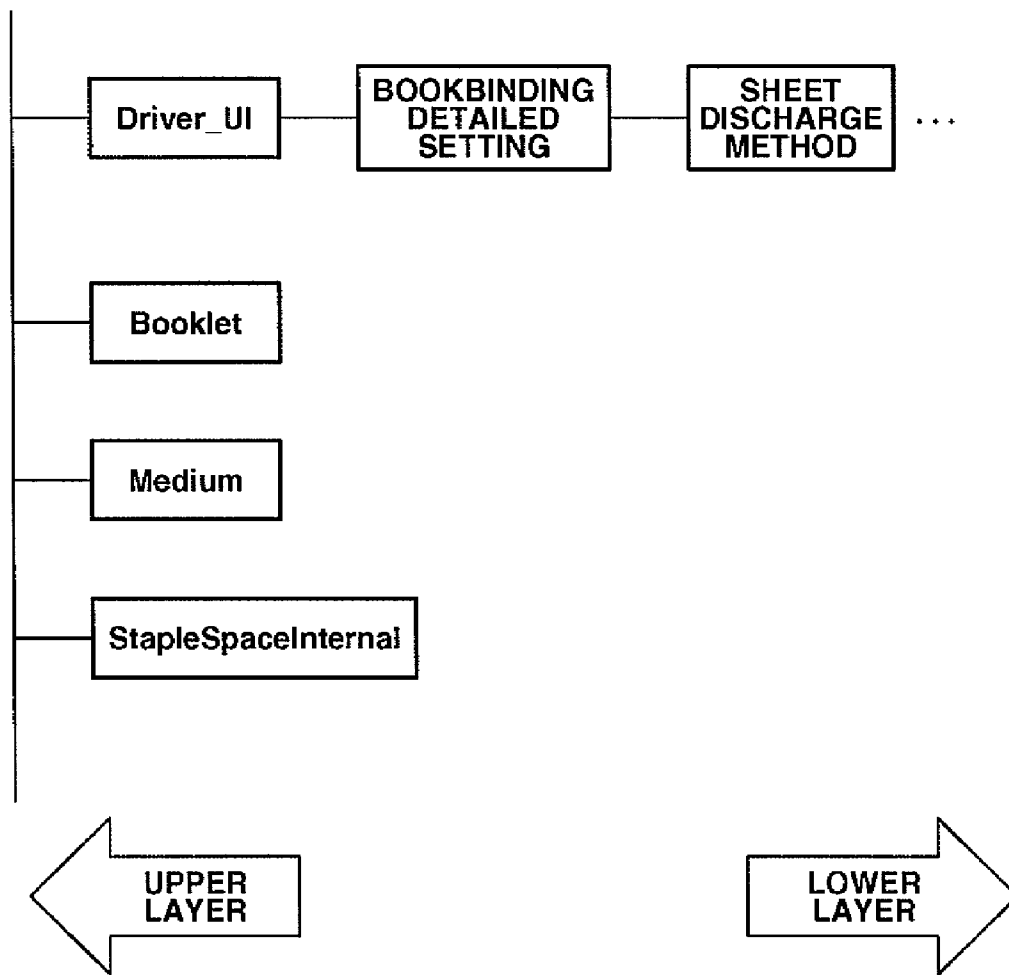 Driver_UI
BOOKBINDING
DETAILED
SETTING
SHEET
DISCHARGE
METHOD
...
Booklet
Medium
StapleSpaceInternal
UPPER
LAYER
LOWER
LAYER